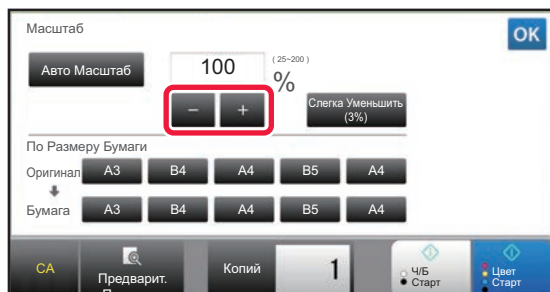 Масштаб
OK
Авто Масштаб
100
( 25~200 )
%
−
+
Слегка Уменьшить
(3%)
По Размеру Бумаги
Оригинал
A3
B4
A4
B5
A4
Бумага
A3
B4
A4
B5
A4
CA
Предварит.
Копий
1
Ч/Б
Старт
Цвет
Старт